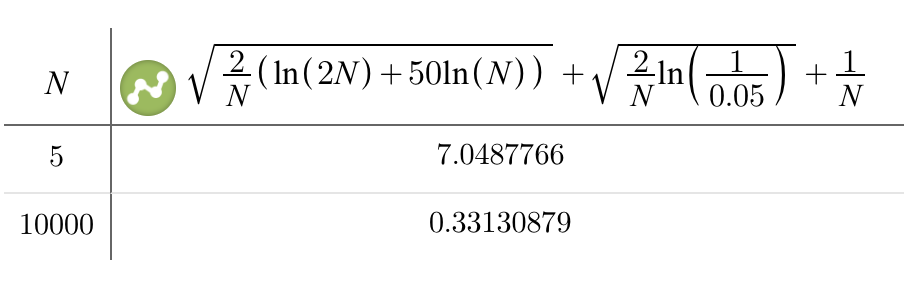 N √(2/N (ln(2N)+50ln(N))) + √(2/N ln(1/0.05)) + 1/N
5 7.0487766
10000 0.33130879